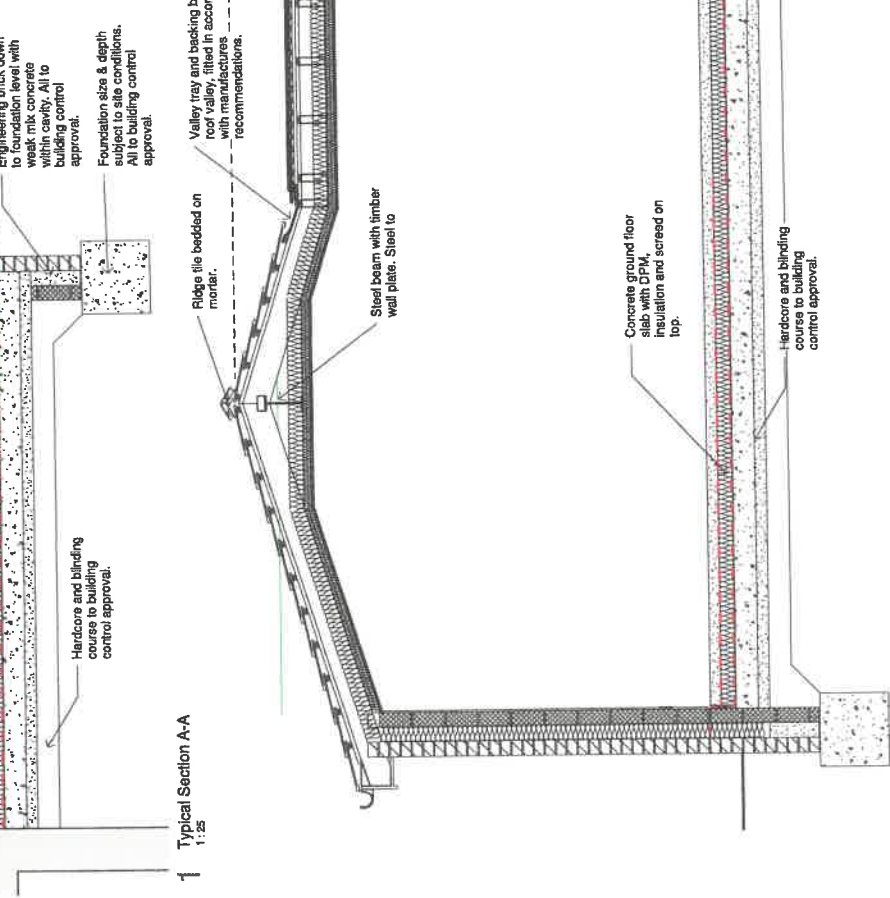 Engineering brick down
to foundation level with
weak mix concrete
within cavity. All to
building control
approval.
Foundation size & depth
subject to site conditions.
All to building control
approval.
Hardcore and blinding
course to building
control approval.
1
Typical Section A-A
1 : 25
Valley tray and backing
roof valley, fitted in
with manufactures
recommendations.
Ridge tile bedded on
mortar.
Steel beam with timber
wall plate. Steel to
Concrete ground floor
slab with DPM,
insulation and screed on
top.
Hardcore and blinding
course to building
control approval.